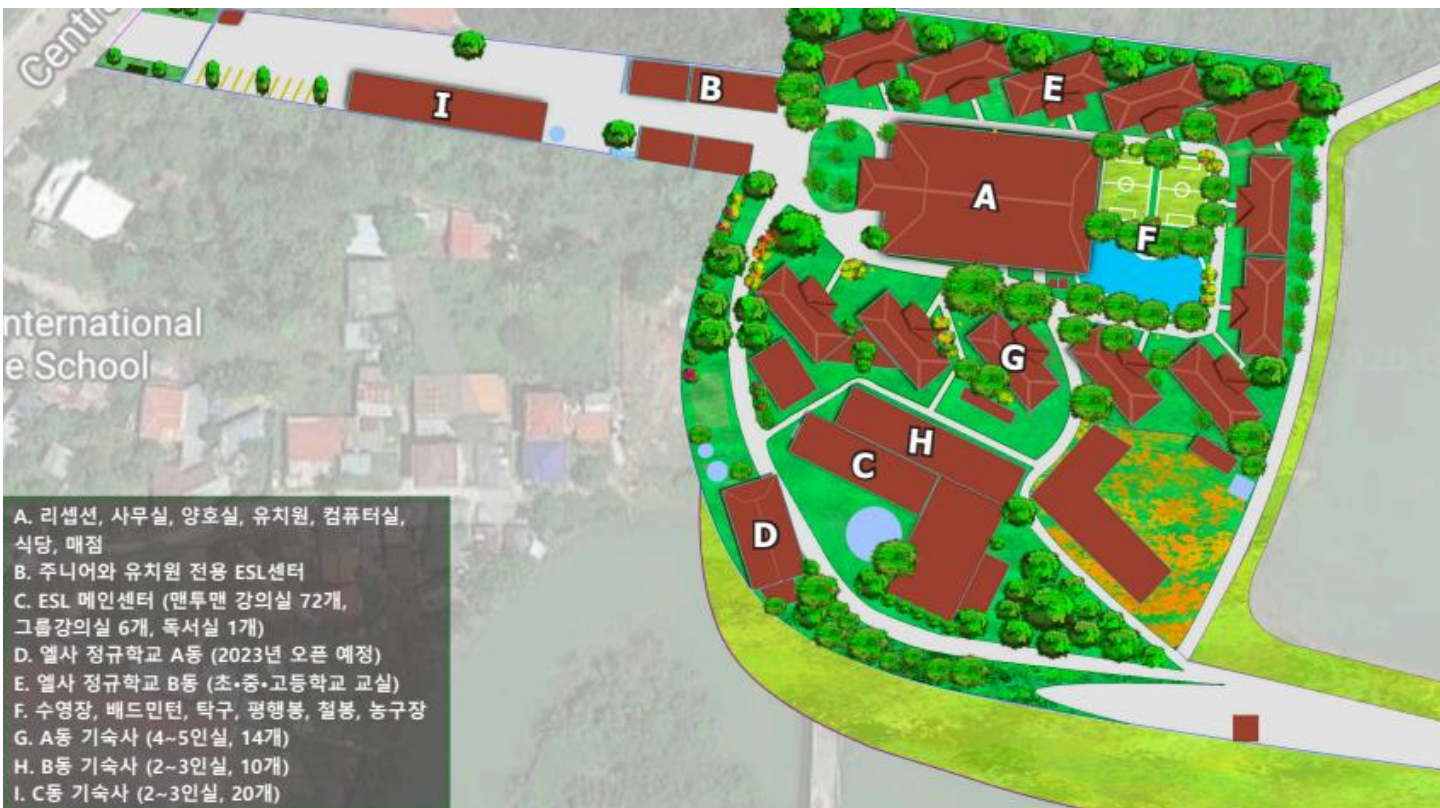 Centr
I
B
E
A
F
nternational
e School
G
H
C
D
A. 리셉션, 사무실, 양호실, 유치원, 컴퓨터실,
식당, 매점
B. 주니어와 유치원 전용 ESL센터
C. ESL 메인센터 (맨투맨 강의실 72개,
그룹강의실 6개, 독서실 1개)
D. 엘사 정규학교 A동 (2023년 오픈 예정)
E. 엘사 정규학교 B동 (초•중•고등학교 교실)
F. 수영장, 배드민턴, 탁구, 평행봉, 철봉, 농구장
G. A동 기숙사 (4~5인실, 14개)
H. B동 기숙사 (2~3인실, 10개)
I. C동 기숙사 (2~3인실, 20개)